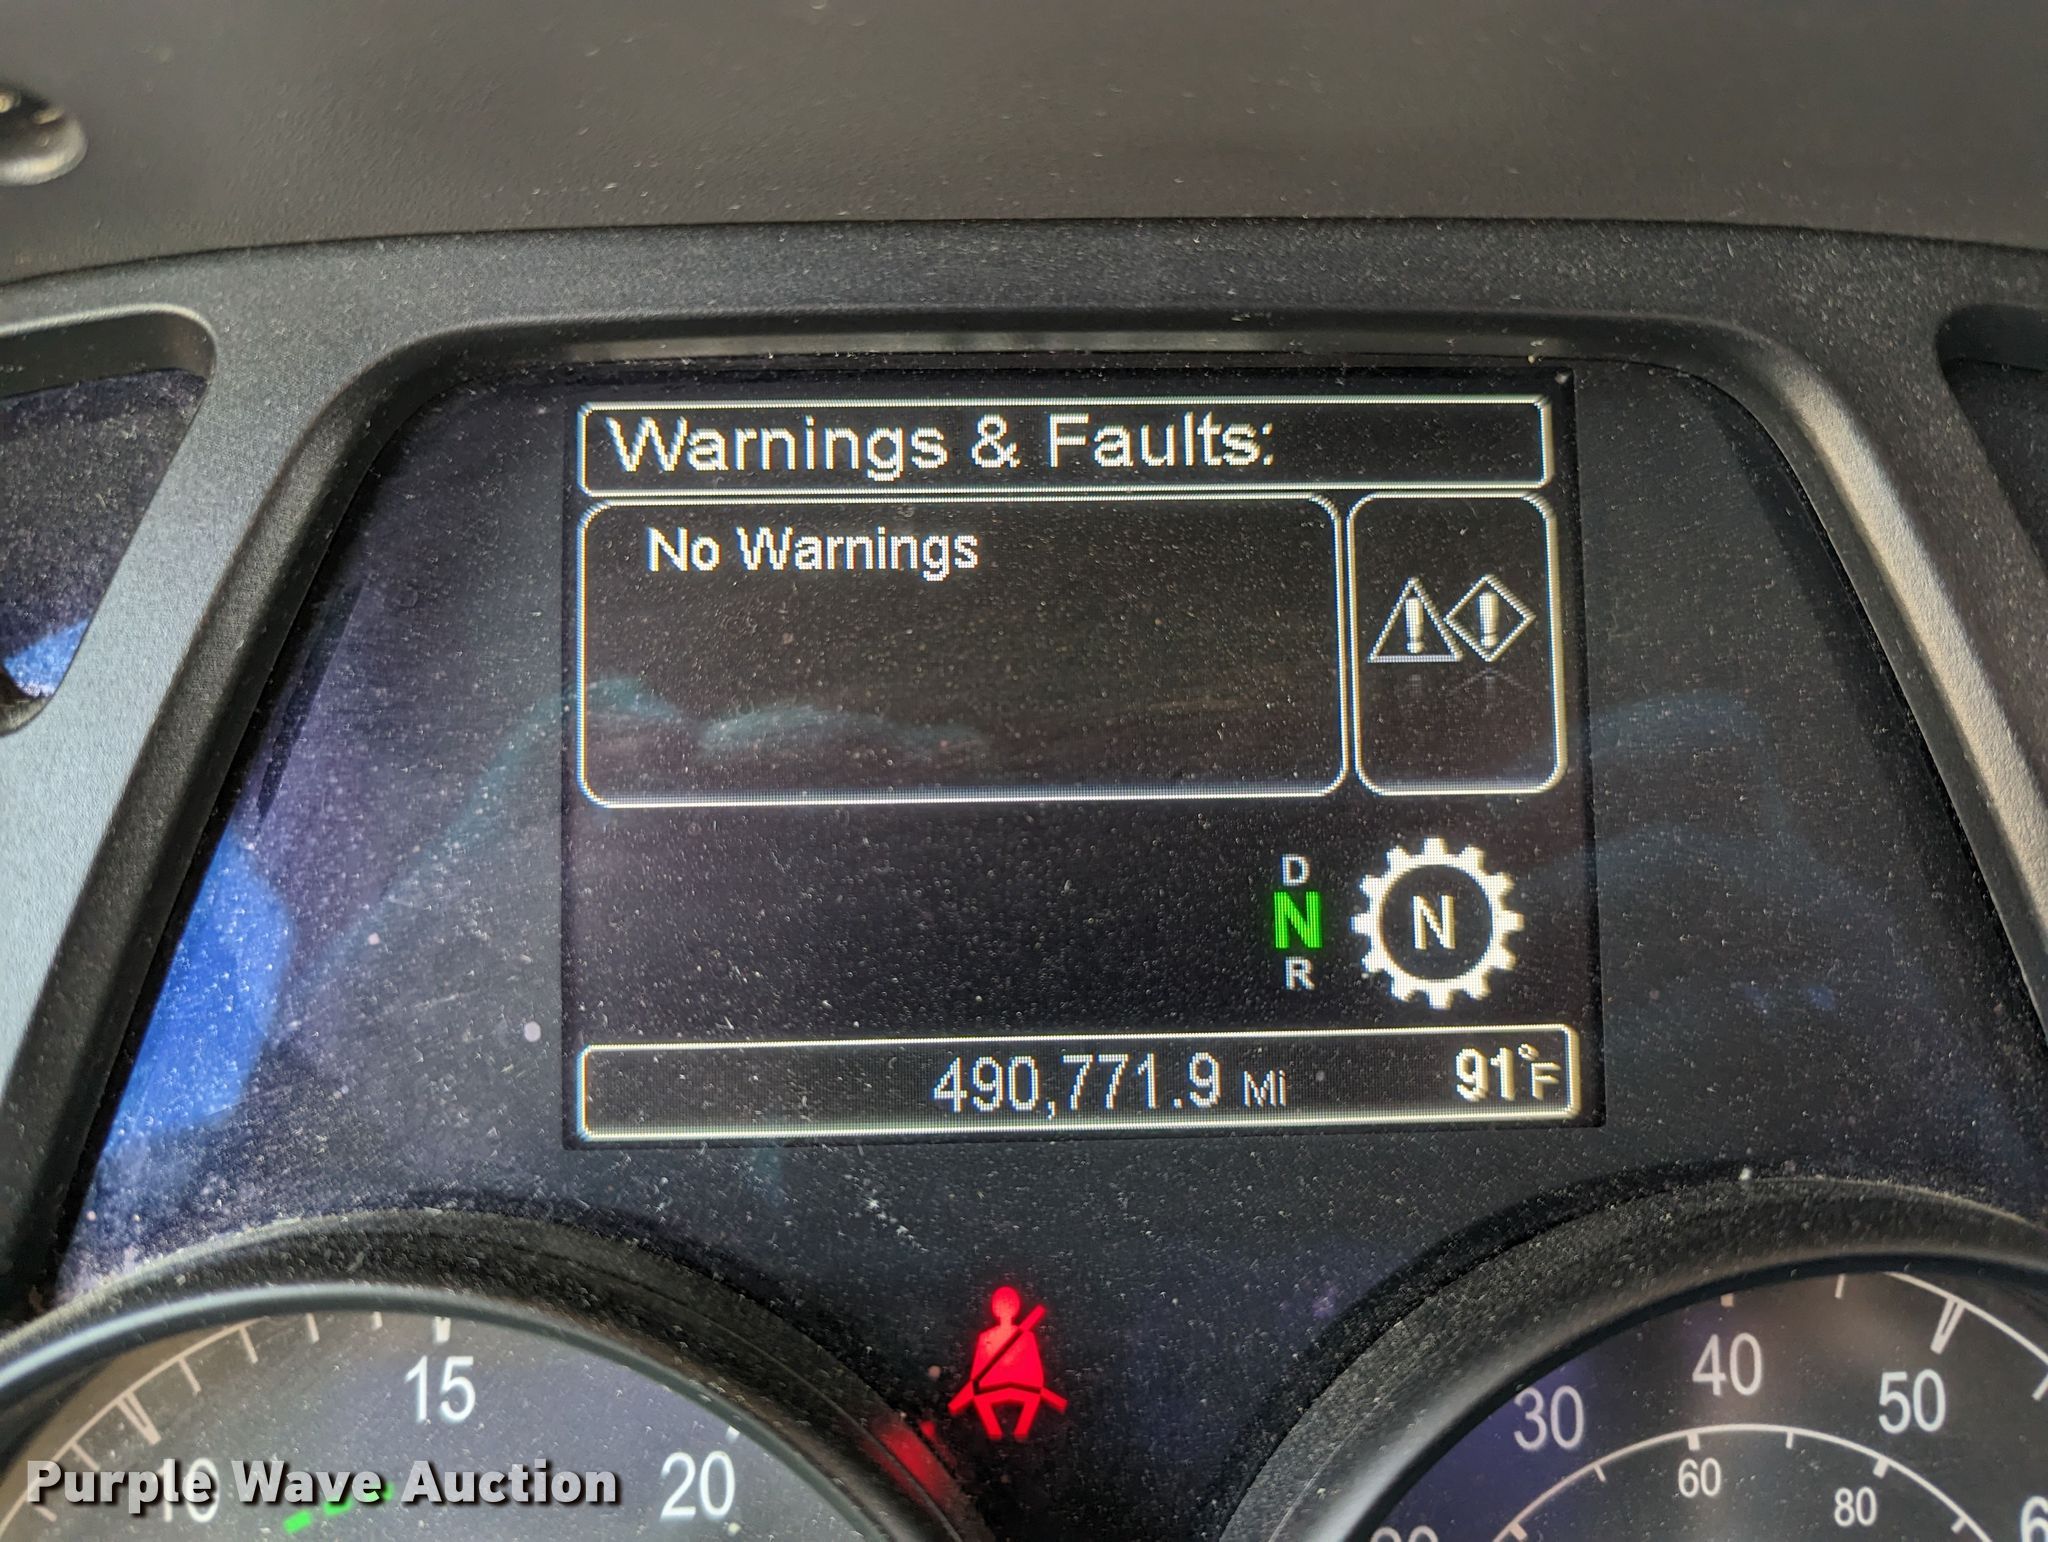 Warnings & Faults:
No Warnings
D
N
R
N
490,771.9 Mi
91°F
10
15
20
30
40
50
60
80
Purple Wave Auction